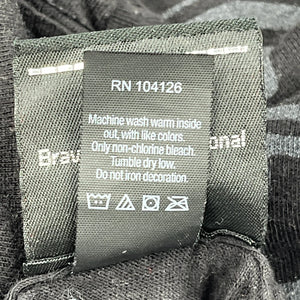 RN 104126
Machine wash warm inside
out, with like colors.
Only non-chlorine bleach.
Tumble dry low.
Do not iron decoration.